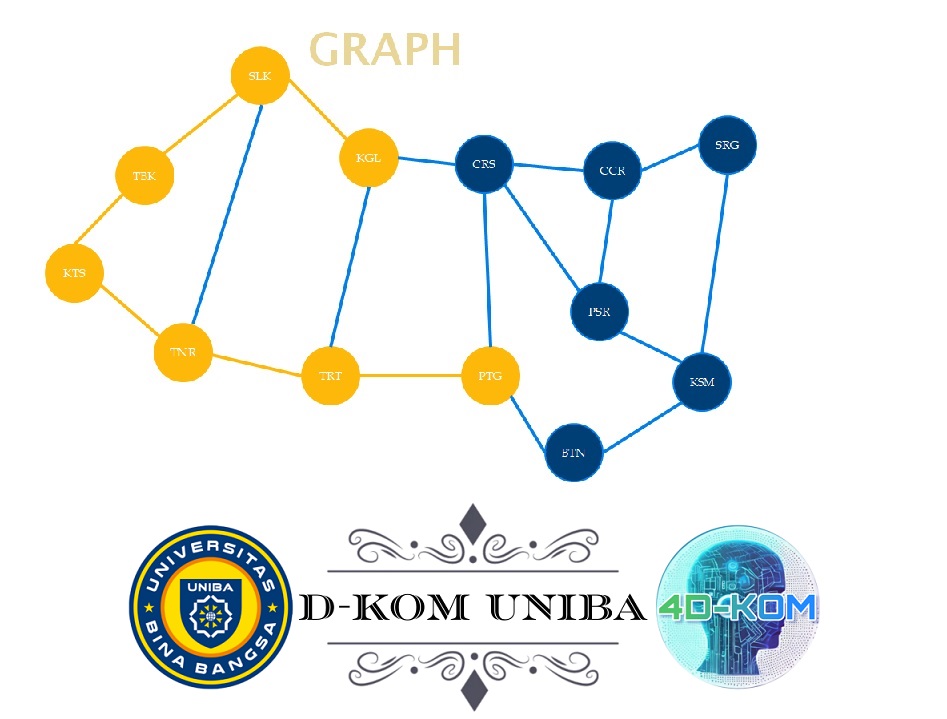 GRAPH
SLK
KGL
TBK
CRS
CCR
SRG
KTS
PSR
TNR
TRT
PTG
KSM
BTN
UNIVERSITAS
UNIBA
BINA BANGSA
D-KOM UNIBA
4D-KOM